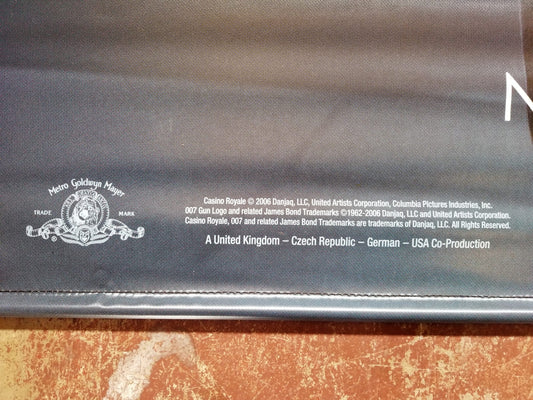 Metro Goldwyn Mayer
TRADE MARK
Casino Royale © 2006 Danjaq, LLC, United Artists Corporation, Columbia Pictures Industries, Inc.
007 Gun Logo and related James Bond Trademarks ©1962-2006 Danjaq, LLC and United Artists Corporation.
Casino Royale, 007 and related James Bond Trademarks are trademarks of Danjaq, LLC. All Rights Reserved.
A United Kingdom – Czech Republic – German – USA Co-Production